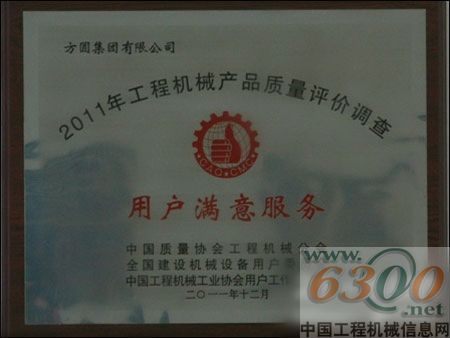 方圆集团有限公司
2011年工程机械产品质量评价调查
CAQ★CMC
用户满意服务
中国质量协会工程机械分会
全国建设机械设备用户委
中国工程机械工业协会用户工作
二〇一一年十二月
www.
6300
.net
中国工程机械信息网